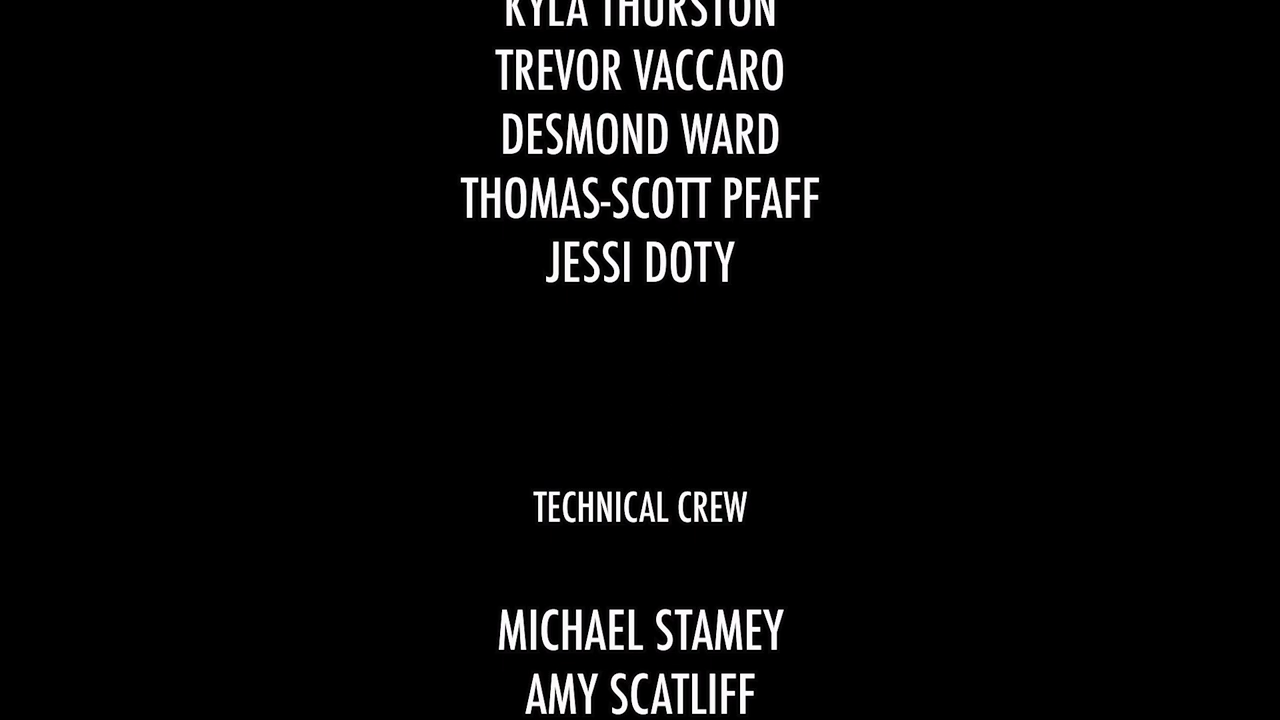 KYLA THURSTON
TREVOR VACCARO
DESMOND WARD
THOMAS-SCOTT PFAFF
JESSI DOTY
TECHNICAL CREW
MICHAEL STAMEY
AMY SCATLIFF